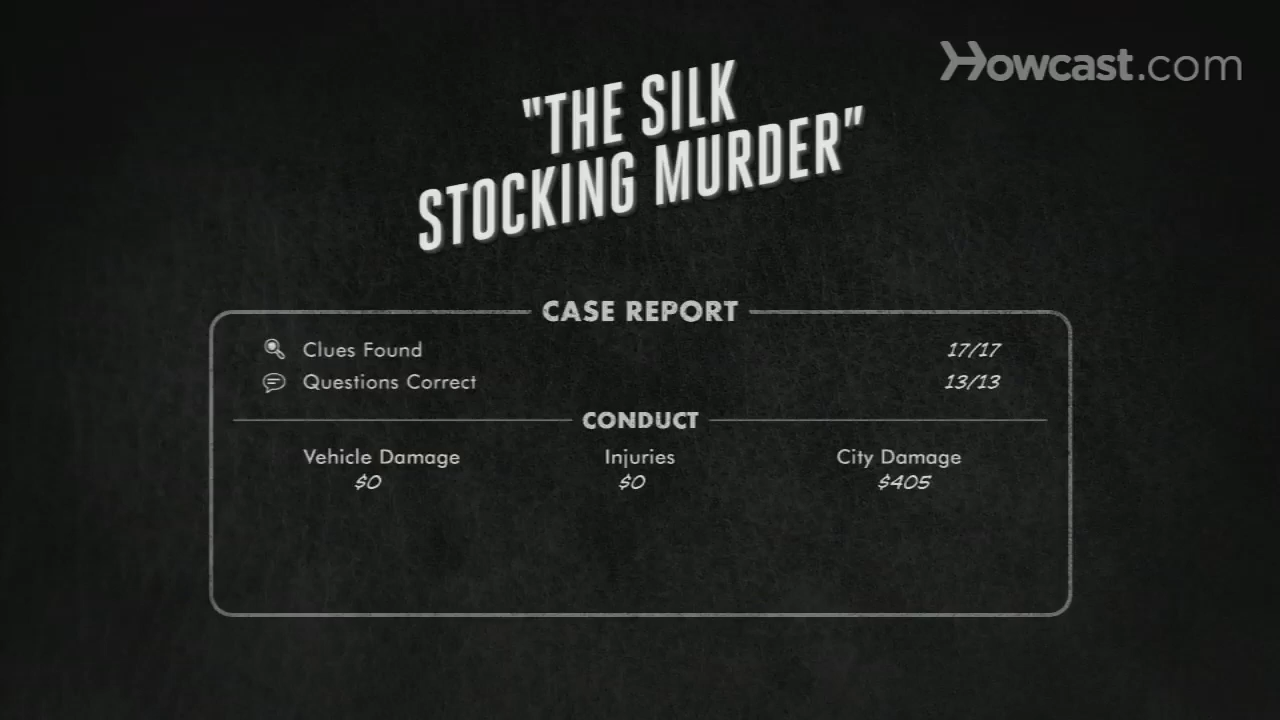 Howcast.com
"THE SILK
STOCKING MURDER"
CASE REPORT
Clues Found 17/17
Questions Correct 13/13
CONDUCT
Vehicle Damage Injuries City Damage
$0 $0 $405